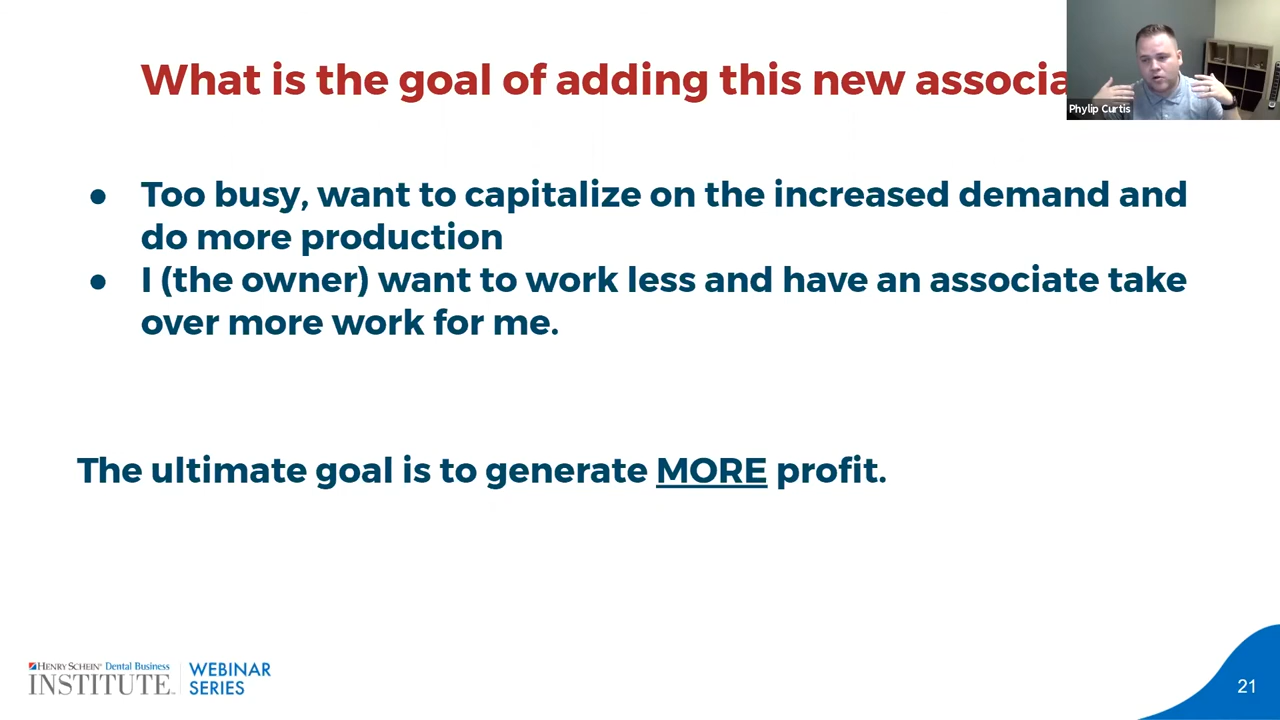 What is the goal of adding this new associa
Phylip Curtis
● Too busy, want to capitalize on the increased demand and
do more production
● I (the owner) want to work less and have an associate take
over more work for me.
The ultimate goal is to generate MORE profit.
HENRY SCHEIN® Dental Business
INSTITUTE™
WEBINAR
SERIES
21